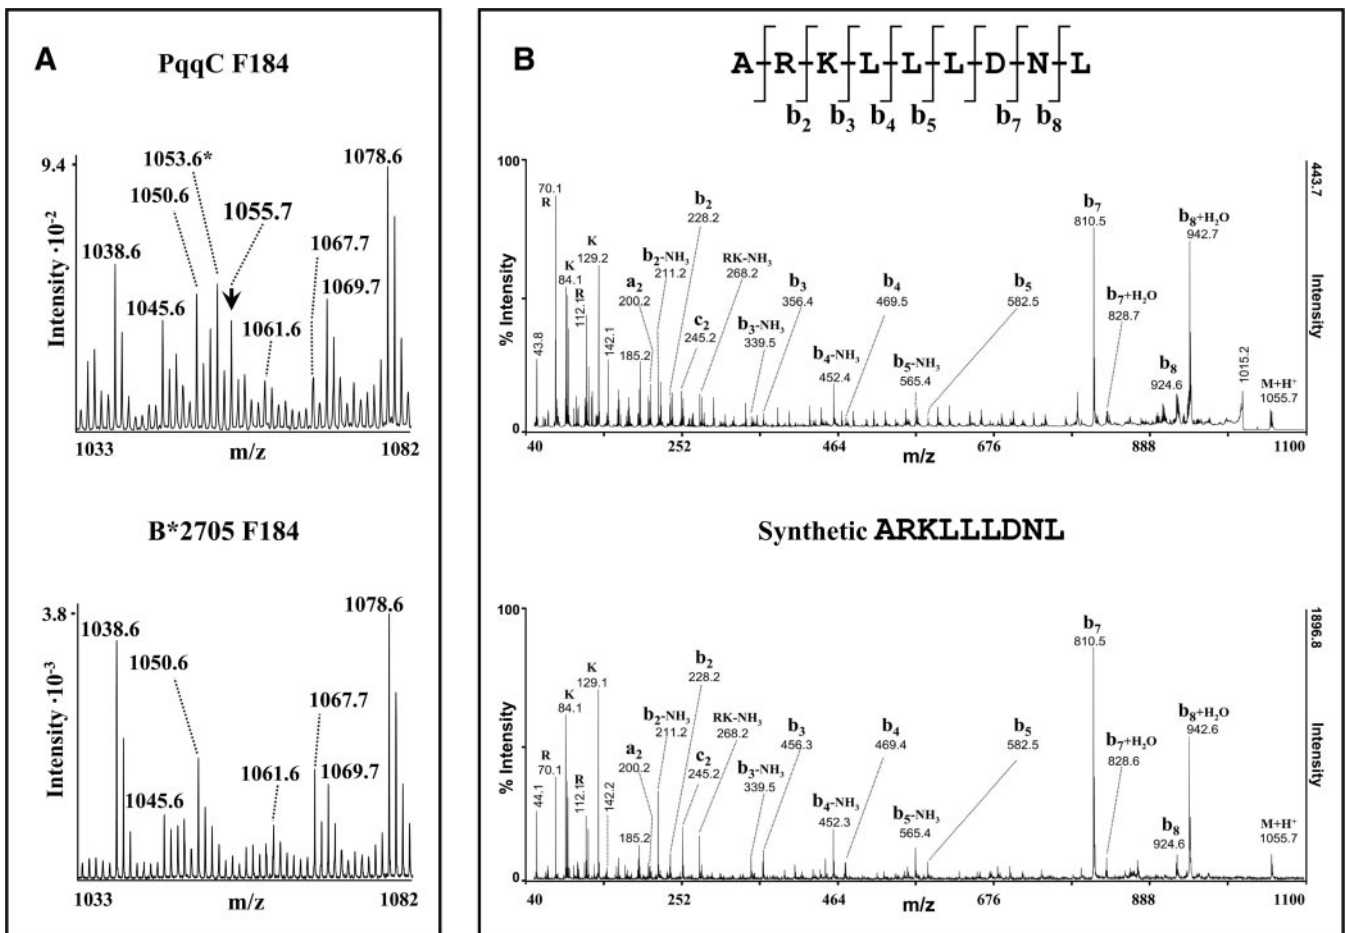 A
PqqC F184
9.4
1053.6*
1078.6
1050.6
1055.7
1038.6
1067.7
1045.6
1069.7
1061.6
Intensity ·10-2
1033
m/z
1082
B*2705 F184
3.8
1078.6
1038.6
1050.6
1067.7
1045.6
1061.6
1069.7
Intensity ·10-3
1033
m/z
1082
B
A R K L L L D N L
b2 b3 b4 b5 b7 b8
100
% Intensity
0
443.7
Intensity
70.1
R
K
129.2
K
84.1
R
112.1
43.8
142.1
185.2
a2
200.2
b2-NH3
211.2
b2
228.2
c2
245.2
RK-NH3
268.2
b3-NH3
339.5
b3
356.4
b4-NH3
452.4
b4
469.5
b5-NH3
565.4
b5
582.5
b7
810.5
b7+H2O
828.7
b8
924.6
b8+H2O
942.7
1015.2
M+H+
1055.7
40 252 464 676 888 1100
m/z
Synthetic ARKLLLDNL
100
% Intensity
0
1896.8
Intensity
R
70.1
K
84.1
K
129.1
R
112.1
44.1
142.2
185.2
a2
200.2
b2-NH3
211.2
b2
228.2
c2
245.2
RK-NH3
268.2
b3-NH3
339.5
b3
456.3
b4-NH3
452.3
b4
469.4
b5-NH3
565.4
b5
582.5
b7
810.5
b7+H2O
828.6
b8
924.6
b8+H2O
942.6
M+H+
1055.7
40 252 464 676 888 1100
m/z